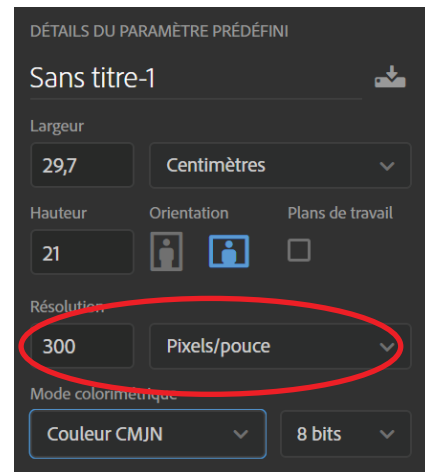 DÉTAILS DU PARAMÈTRE PRÉDÉFINI
Sans titre-1
Largeur
29,7 Centimètres
Hauteur Orientation Plans de travail
21
Résolution
300 Pixels/pouce
Mode colorimétrique
Couleur CMJN 8 bits